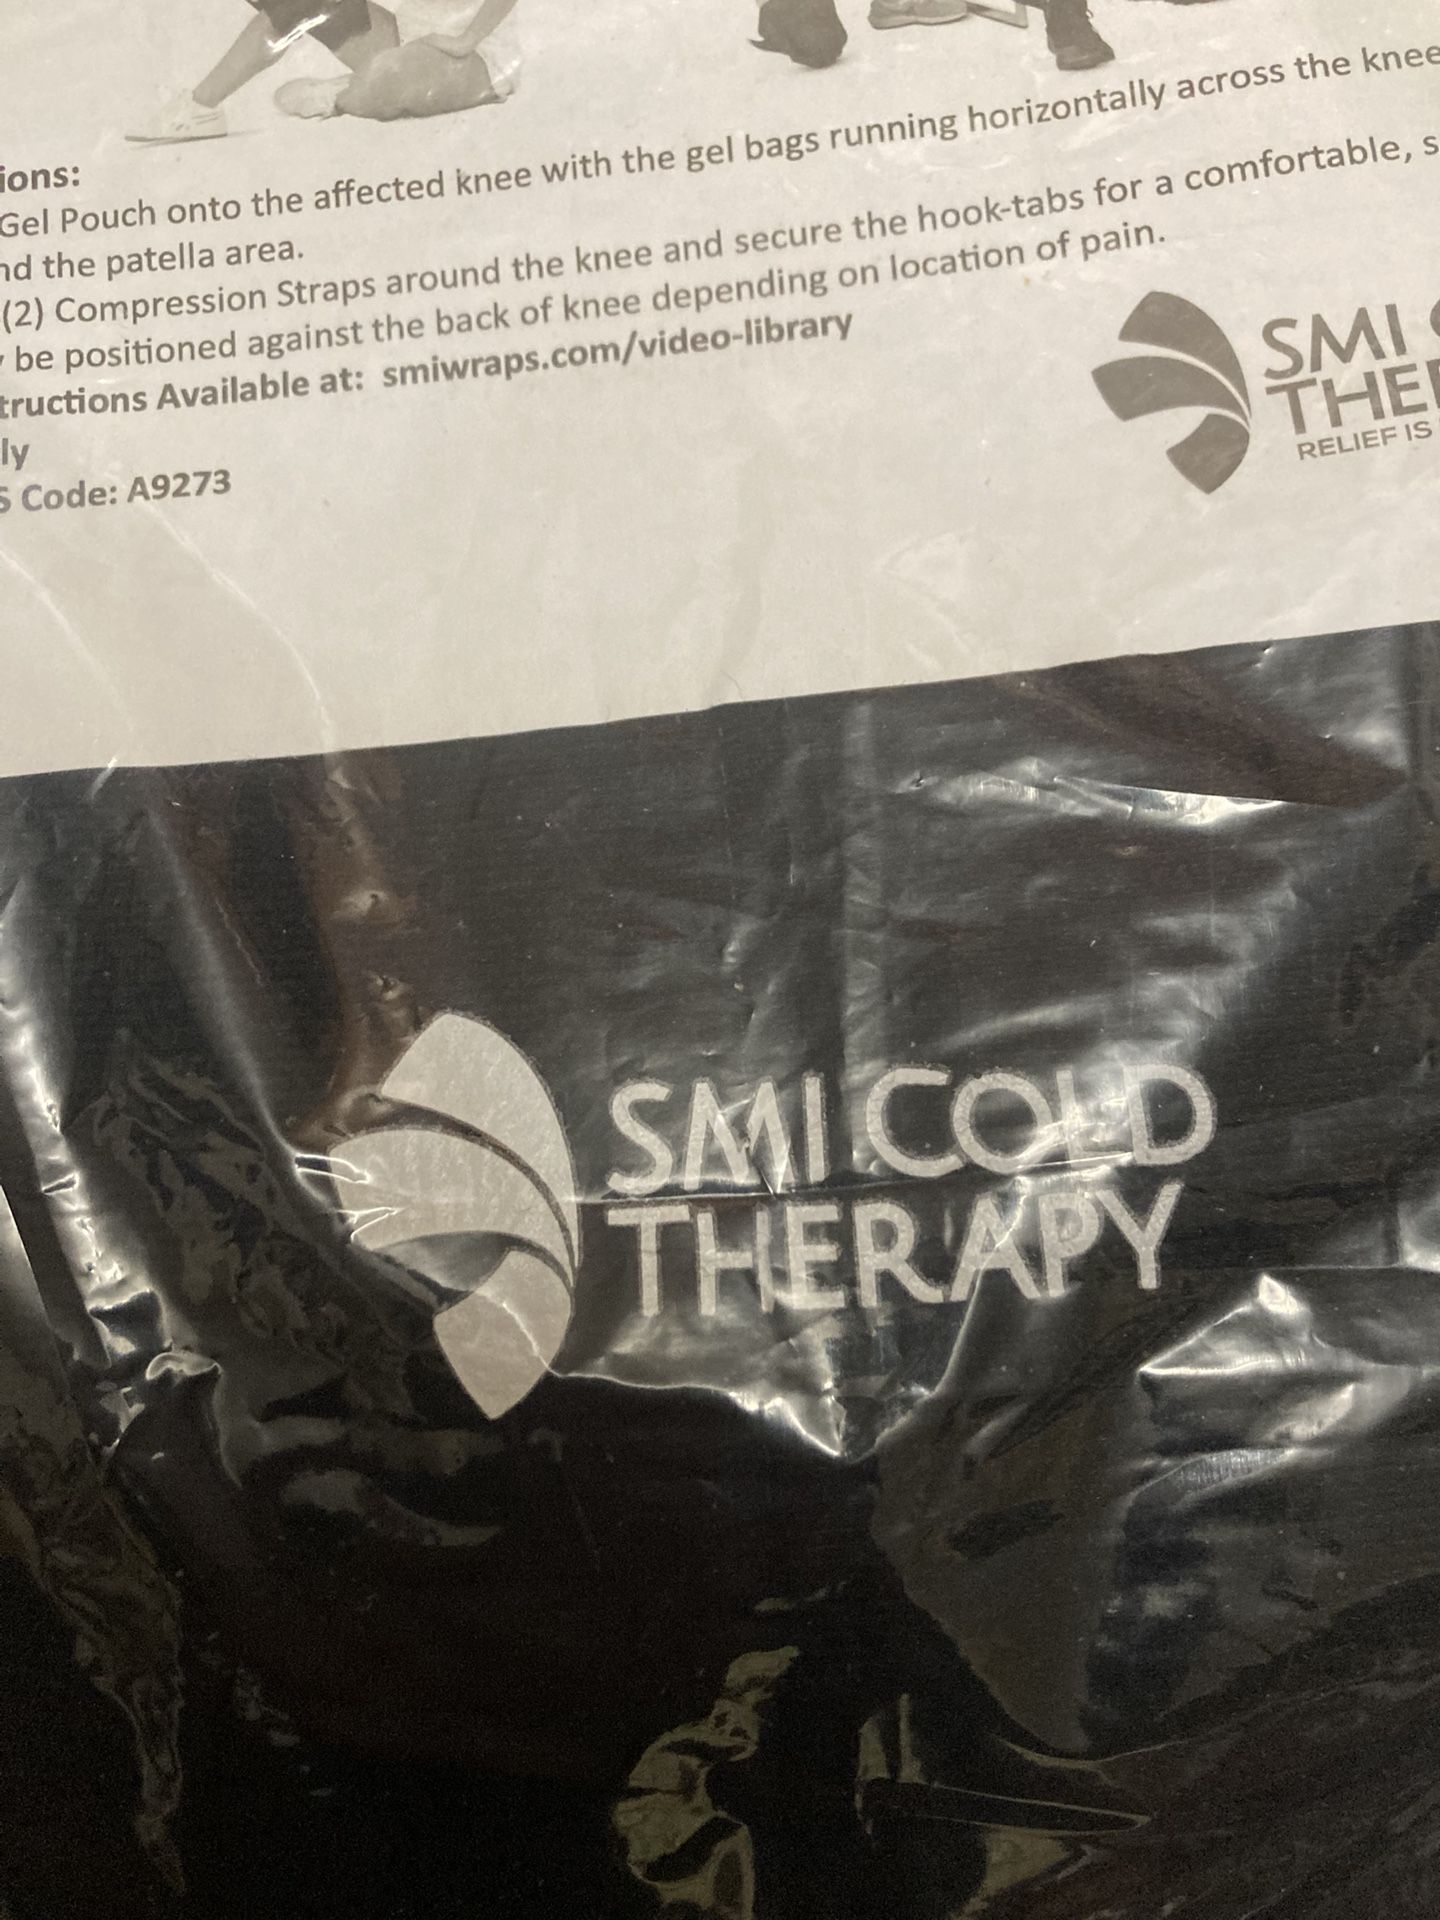 ions:
Gel Pouch onto the affected knee with the gel bags running horizontally across the knee
nd the patella area.
(2) Compression Straps around the knee and secure the hook-tabs for a comfortable, s
be positioned against the back of knee depending on location of pain.
tructions Available at: smiwraps.com/video-library
ly
S Code: A9273
SMI
THE
RELIEF IS
SMI COLD
THERAPY